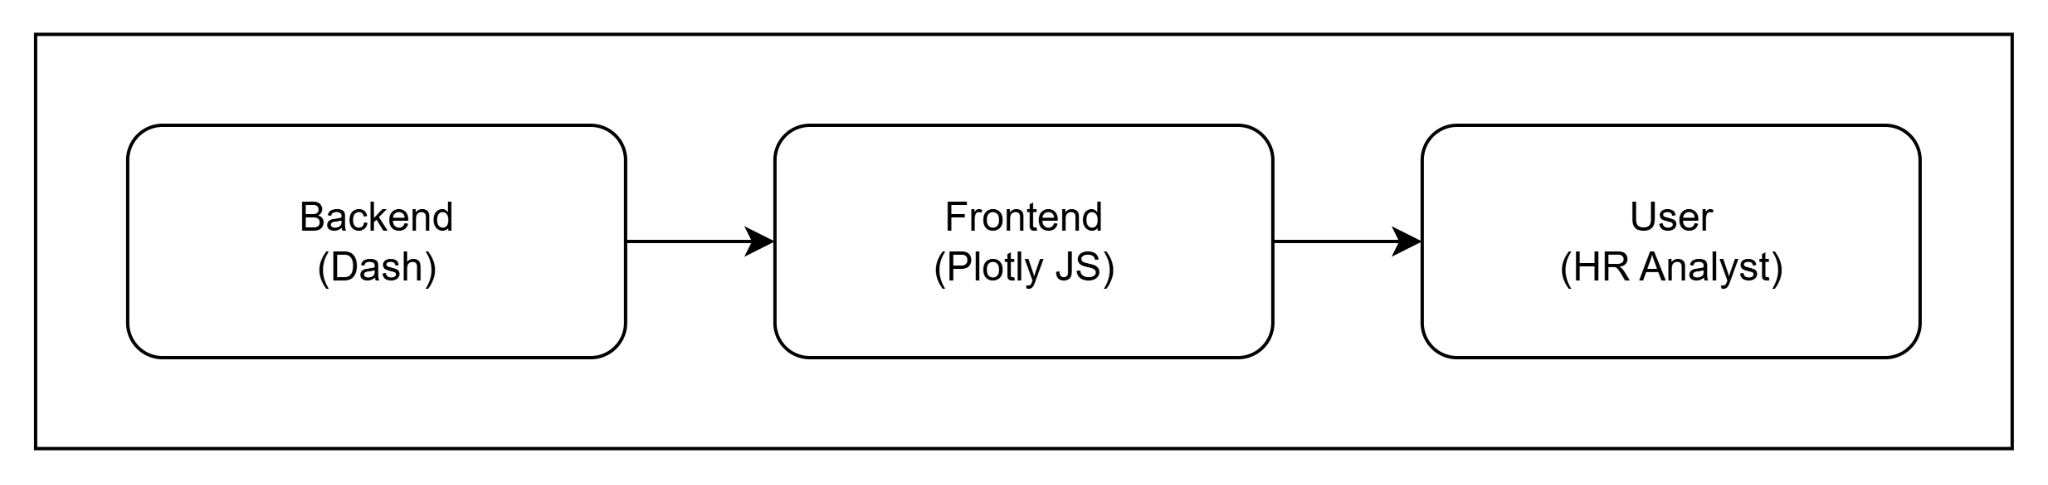 Backend
(Dash)
Frontend
(Plotly JS)
User
(HR Analyst)